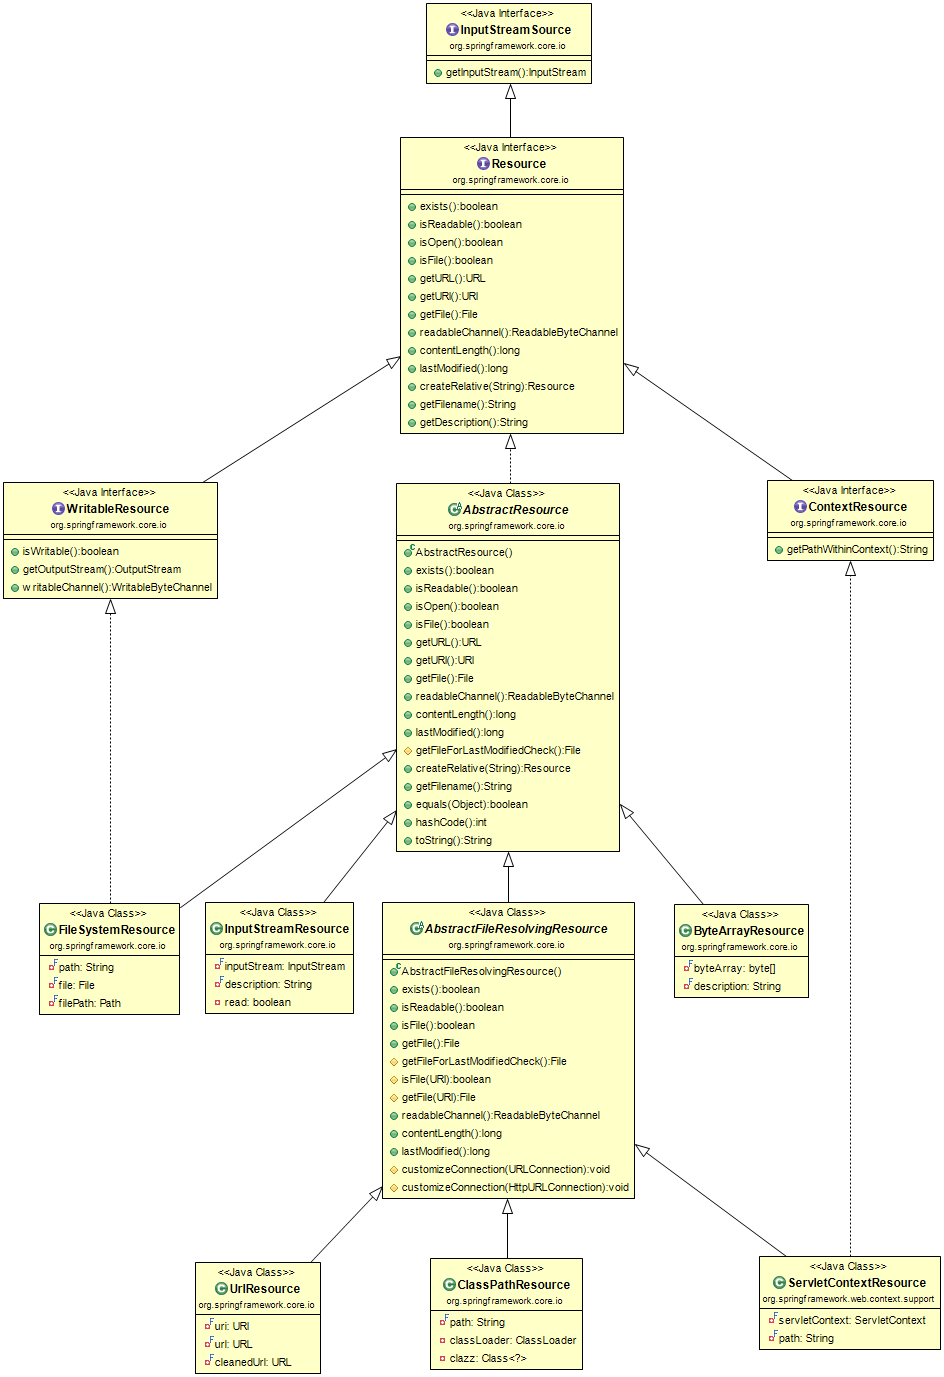 <<Java Interface>>
InputStreamSource
org.springframework.core.io
getInputStream():InputStream
<<Java Interface>>
Resource
org.springframework.core.io
exists():boolean
isReadable():boolean
isOpen():boolean
isFile():boolean
getURL():URL
getURI():URI
getFile():File
readableChannel():ReadableByteChannel
contentLength():long
lastModified():long
createRelative(String):Resource
getFilename():String
getDescription():String
<<Java Interface>>
WritableResource
org.springframework.core.io
isWritable():boolean
getOutputStream():OutputStream
writableChannel():WritableByteChannel
<<Java Class>>
AbstractResource
org.springframework.core.io
AbstractResource()
exists():boolean
isReadable():boolean
isOpen():boolean
isFile():boolean
getURL():URL
getURI():URI
getFile():File
readableChannel():ReadableByteChannel
contentLength():long
lastModified():long
getFileForLastModifiedCheck():File
createRelative(String):Resource
getFilename():String
equals(Object):boolean
hashCode():int
toString():String
<<Java Interface>>
ContextResource
org.springframework.core.io
getPathWithinContext():String
<<Java Class>>
FileSystemResource
org.springframework.core.io
path: String
file: File
filePath: Path
<<Java Class>>
InputStreamResource
org.springframework.core.io
inputStream: InputStream
description: String
read: boolean
<<Java Class>>
AbstractFileResolvingResource
org.springframework.core.io
AbstractFileResolvingResource()
exists():boolean
isReadable():boolean
isFile():boolean
getFile():File
getFileForLastModifiedCheck():File
isFile(URI):boolean
getFile(URI):File
readableChannel():ReadableByteChannel
contentLength():long
lastModified():long
customizeConnection(URLConnection):void
customizeConnection(HttpURLConnection):void
<<Java Class>>
ByteArrayResource
org.springframework.core.io
byteArray: byte[]
description: String
<<Java Class>>
UrlResource
org.springframework.core.io
uri: URI
url: URL
cleanedUrl: URL
<<Java Class>>
ClassPathResource
org.springframework.core.io
path: String
classLoader: ClassLoader
clazz: Class<?>
<<Java Class>>
ServletContextResource
org.springframework.web.context.support
servletContext: ServletContext
path: String